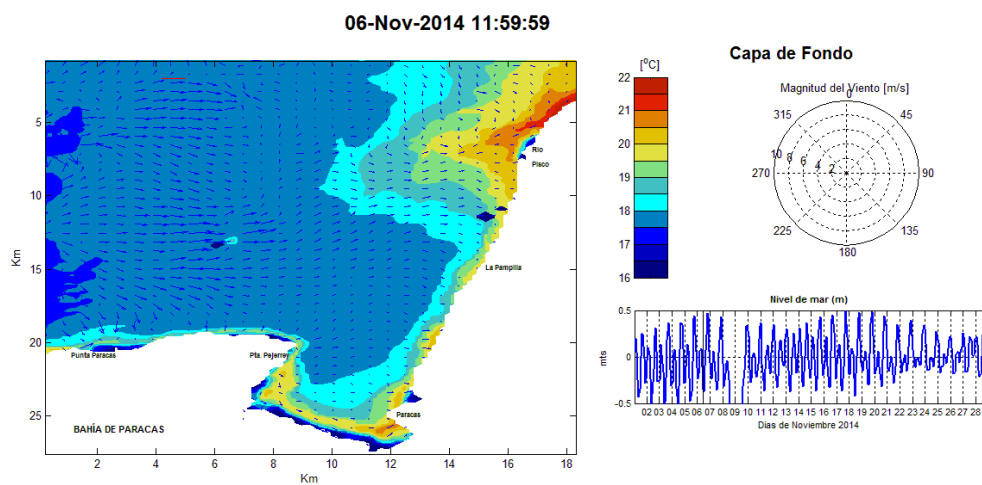 06-Nov-2014 11:59:59
5
10
15
20
25
Km
2
4
6
8
10
12
14
16
18
Km
Rio
Pisco
La Pampilla
Punta Paracas
Pta. Pejerrey
Paracas
BAHÍA DE PARACAS
[°C]
22
21
20
19
18
17
16
Capa de Fondo
Magnitud del Viento [m/s]
0
315
45
10 8 6 4 2
270
90
225
135
180
Nivel de mar (m)
0.5
0
-0.5
mts
02 03 04 05 06 07 08 09 10 11 12 13 14 15 16 17 18 19 20 21 22 23 24 25 26 27 28
Dias de Noviembre 2014